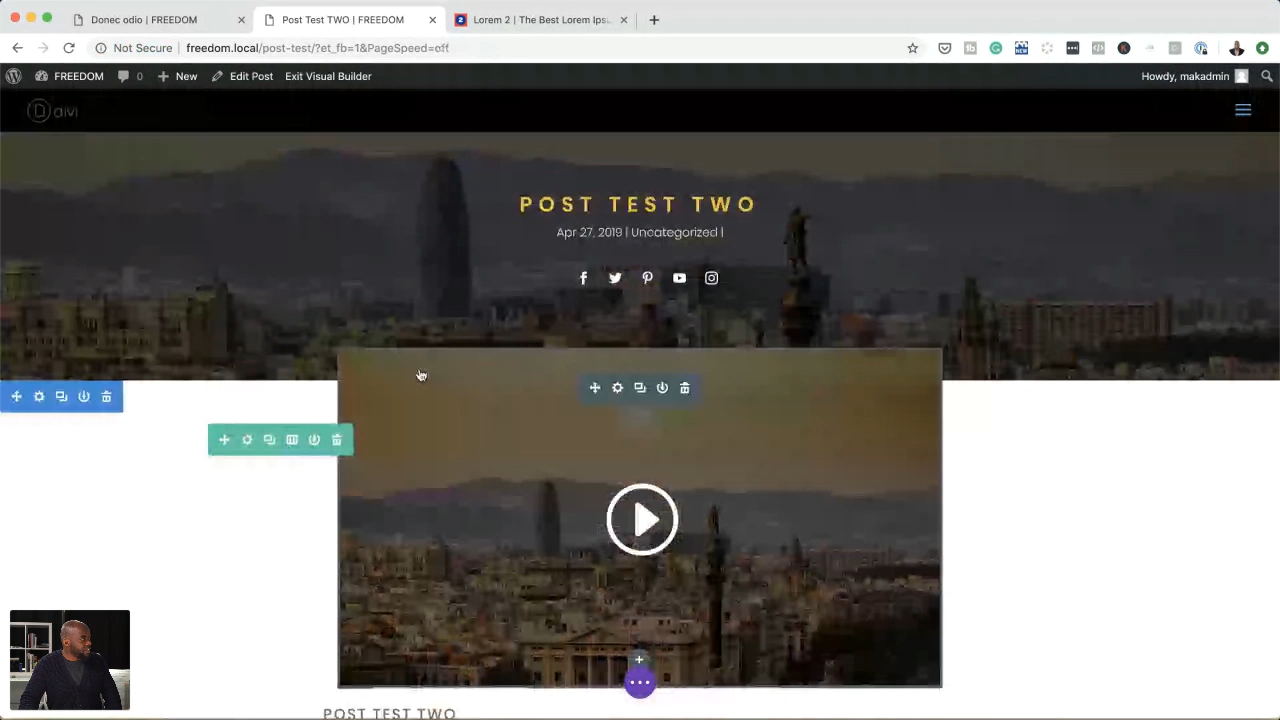 Donec odio | FREEDOM
Post Test TWO | FREEDOM
Lorem 2 | The Best Lorem Ipsu
Not Secure
freedom.local/post-test/?et_fb=1&PageSpeed=off
FREEDOM
0
New
Edit Post
Exit Visual Builder
Howdy, makadmin
D divi
POST TEST TWO
Apr 27, 2019 | Uncategorized |
POST TEST TWO